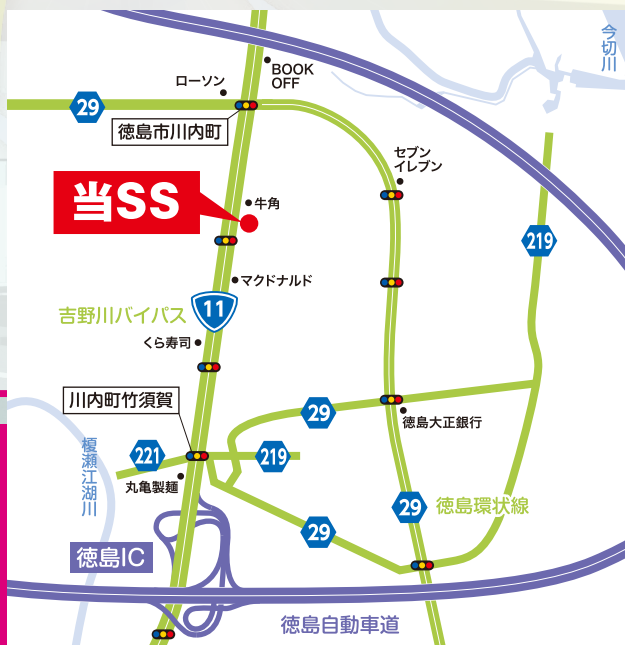 今切川
BOOK
OFF
ローソン
29
徳島市川内町
セブン
イレブン
当SS
牛角
219
マクドナルド
11
吉野川バイパス
くら寿司
川内町竹須賀
29
徳島大正銀行
榎瀬江湖川
221
219
丸亀製麺
29
徳島環状線
29
徳島IC
徳島自動車道